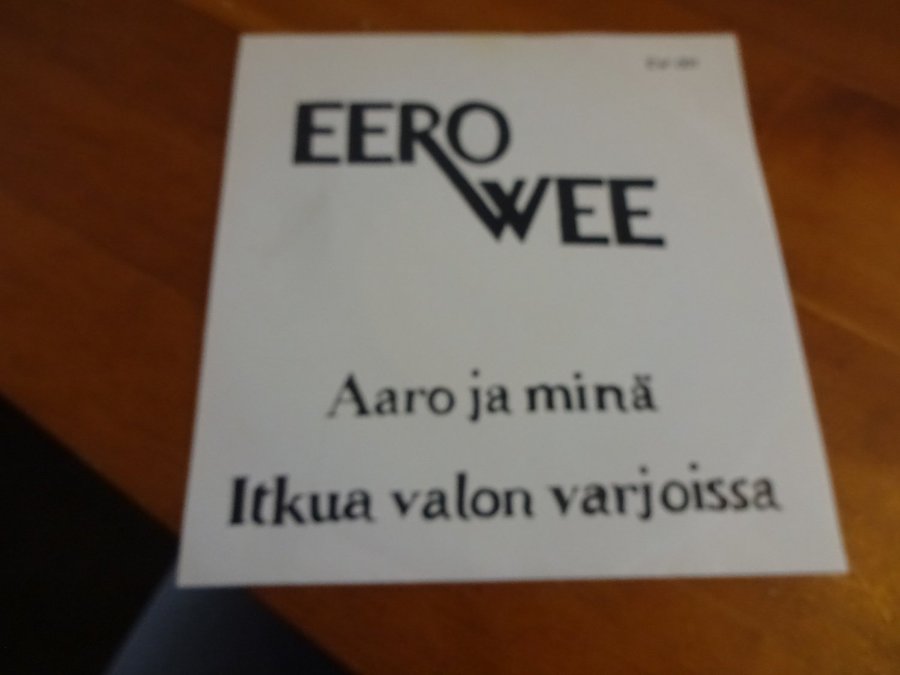 EERO
WEE
Aaro ja minä
Itkua valon varjoissa